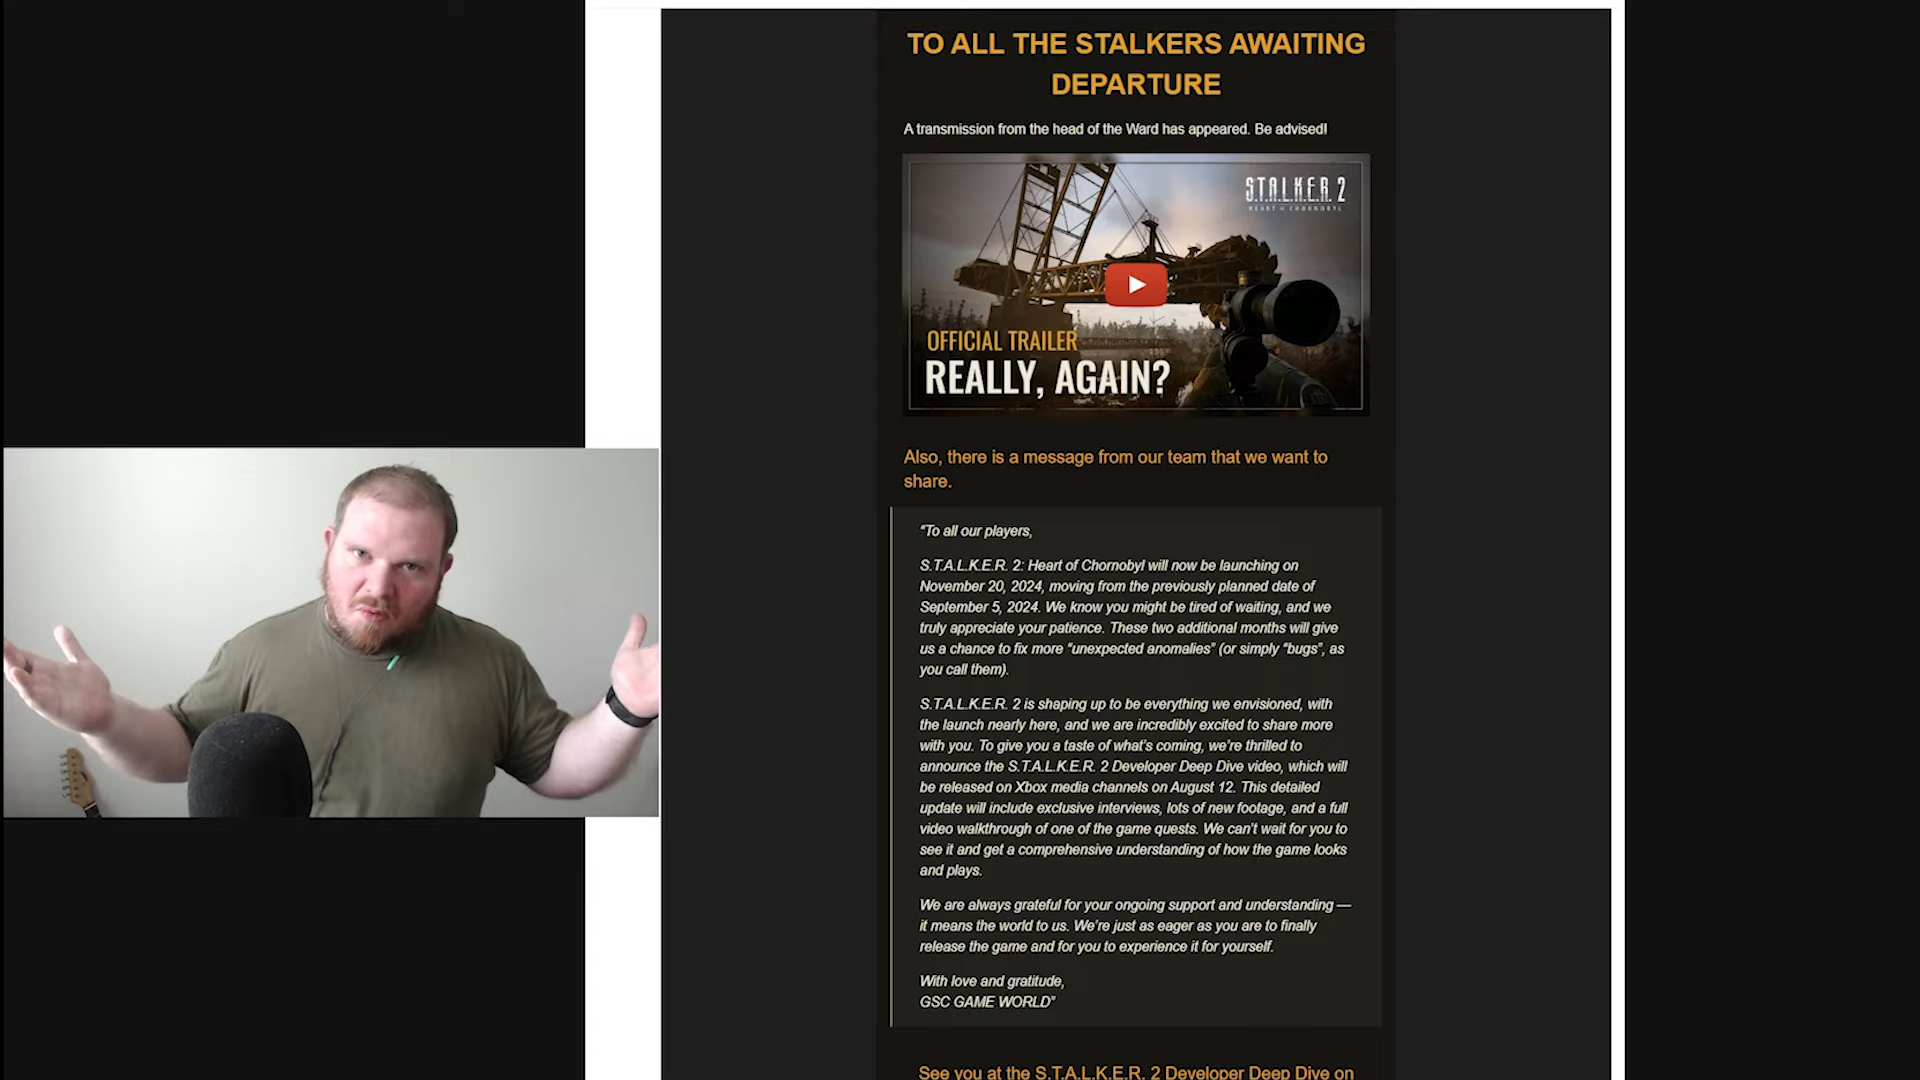 TO ALL THE STALKERS AWAITING
DEPARTURE
A transmission from the head of the Ward has appeared. Be advised!
S.T.A.L.K.E.R. 2
HEART OF CHORNOBYL
OFFICIAL TRAILER
REALLY, AGAIN?
Also, there is a message from our team that we want to
share.
“To all our players,
S.T.A.L.K.E.R. 2: Heart of Chornobyl will now be launching on
November 20, 2024, moving from the previously planned date of
September 5, 2024. We know you might be tired of waiting, and we
truly appreciate your patience. These two additional months will give
us a chance to fix more “unexpected anomalies” (or simply “bugs”, as
you call them).
S.T.A.L.K.E.R. 2 is shaping up to be everything we envisioned, with
the launch nearly here, and we are incredibly excited to share more
with you. To give you a taste of what’s coming, we’re thrilled to
announce the S.T.A.L.K.E.R. 2 Developer Deep Dive video, which will
be released on Xbox media channels on August 12. This detailed
update will include exclusive interviews, lots of new footage, and a full
video walkthrough of one of the game quests. We can’t wait for you to
see it and get a comprehensive understanding of how the game looks
and plays.
We are always grateful for your ongoing support and understanding —
it means the world to us. We’re just as eager as you are to finally
release the game and for you to experience it for yourself.
With love and gratitude,
GSC GAME WORLD”
See you at the S.T.A.L.K.E.R. 2 Developer Deep Dive on